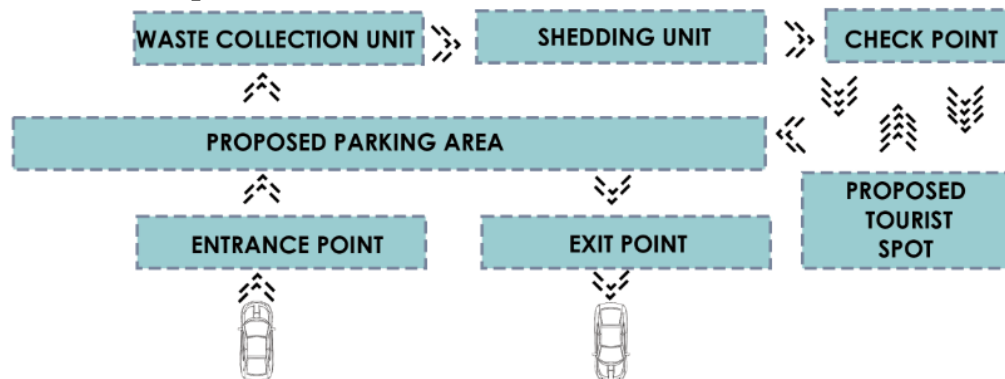 WASTE COLLECTION UNIT
SHEDDING UNIT
CHECK POINT
PROPOSED PARKING AREA
PROPOSED
TOURIST
SPOT
ENTRANCE POINT
EXIT POINT